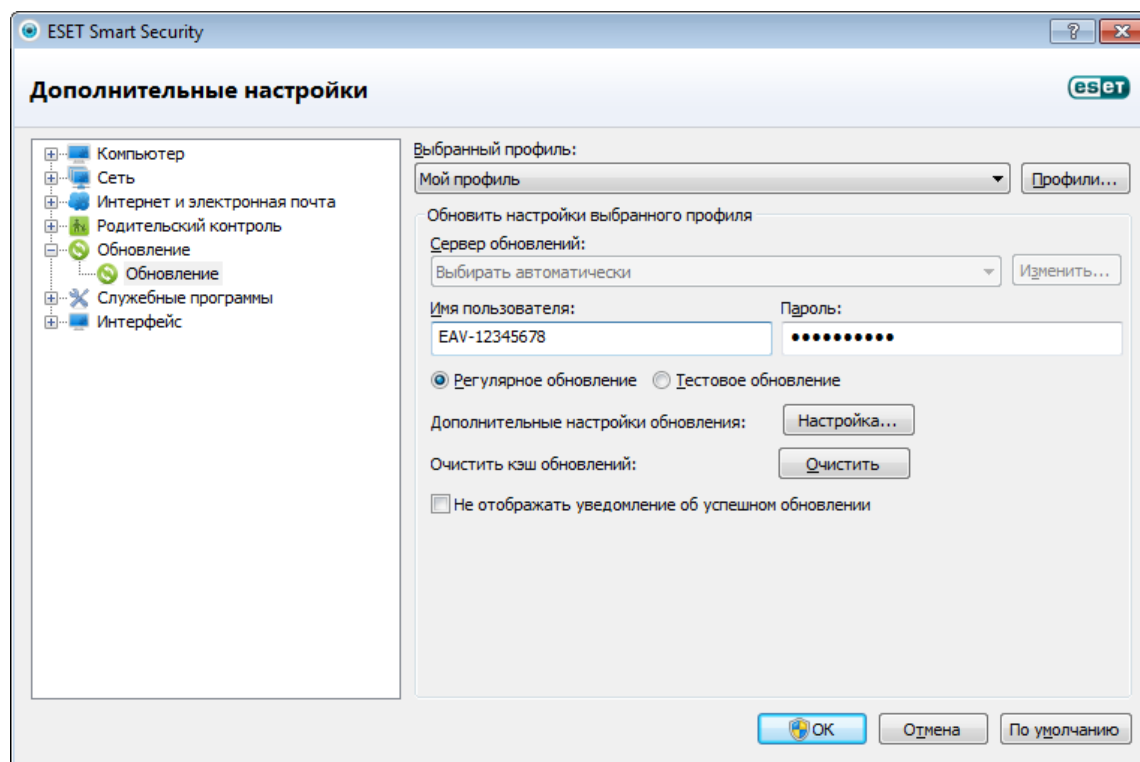 ESET Smart Security
Дополнительные настройки
eseT
Компьютер
Сеть
Интернет и электронная почта
Родительский контроль
Обновление
Обновление
Служебные программы
Интерфейс
Выбранный профиль:
Мой профиль
Профили...
Обновить настройки выбранного профиля
Сервер обновлений:
Выбирать автоматически
Изменить...
Имя пользователя:
Пароль:
EAV-12345678
••••••••••
Регулярное обновление
Тестовое обновление
Дополнительные настройки обновления:
Настройка...
Очистить кэш обновлений:
Очистить
Не отображать уведомление об успешном обновлении
ОК
Отмена
По умолчанию